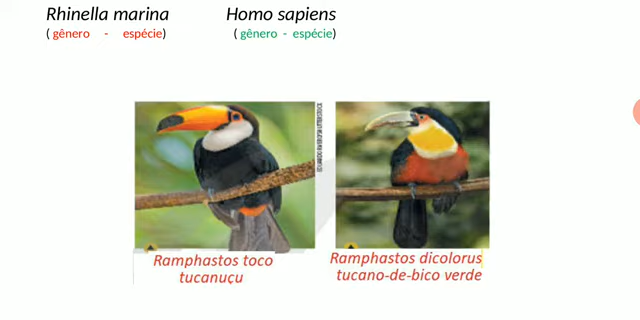 Rhinella marina Homo sapiens
( gênero - espécie) ( gênero - espécie)
Ramphastos toco
tucanuçu
Ramphastos dicolorus
tucano-de-bico verde